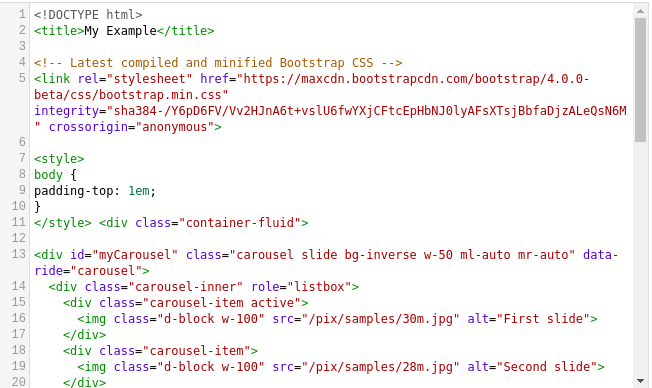 1 <!DOCTYPE html>
2 <title>My Example</title>
3
4 <!-- Latest compiled and minified Bootstrap CSS -->
5 <link rel="stylesheet" href="https://maxcdn.bootstrapcdn.com/bootstrap/4.0.0-
beta/css/bootstrap.min.css"
integrity="sha384-/Y6pD6FV/Vv2HJnA6t+vslU6fwYXjCFtcEpHbNJ0lyAFsXTsjBbfaDjzALeQsN6M
" crossorigin="anonymous">
6
7 <style>
8 body {
9 padding-top: 1em;
10 }
11 </style> <div class="container-fluid">
12
13 <div id="myCarousel" class="carousel slide bg-inverse w-50 ml-auto mr-auto" data-
ride="carousel">
14 <div class="carousel-inner" role="listbox">
15 <div class="carousel-item active">
16 <img class="d-block w-100" src="/pix/samples/30m.jpg" alt="First slide">
17 </div>
18 <div class="carousel-item">
19 <img class="d-block w-100" src="/pix/samples/28m.jpg" alt="Second slide">
20 </div>